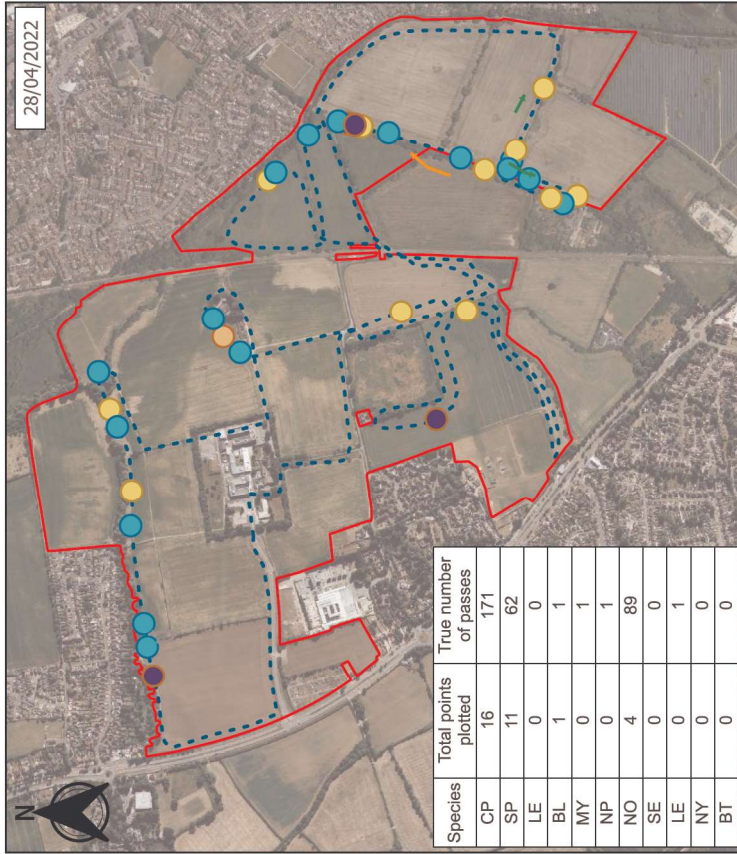 28/04/2022
N
Species Total points plotted True number of passes
CP 16 171
SP 11 62
LE 0 0
BL 1 1
MY 0 1
NP 0 1
NO 4 89
SE 0 0
LE 0 1
NY 0 0
BT 0 0